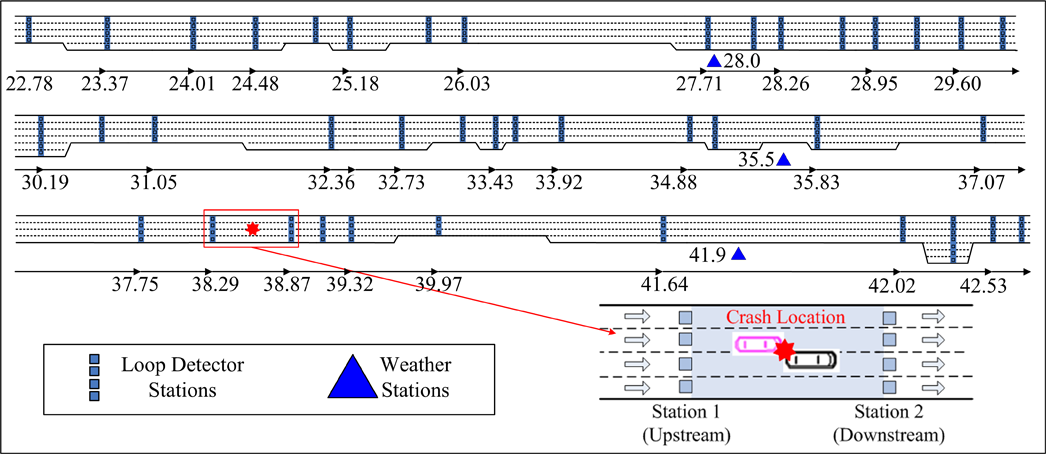 28.0
22.78 23.37 24.01 24.48 25.18 26.03 27.71 28.26 28.95 29.60
35.5
30.19 31.05 32.36 32.73 33.43 33.92 34.88 35.83 37.07
41.9
37.75 38.29 38.87 39.32 39.97 41.64 42.02 42.53
Crash Location
Loop Detector
Stations
Weather
Stations
Station 1
(Upstream)
Station 2
(Downstream)